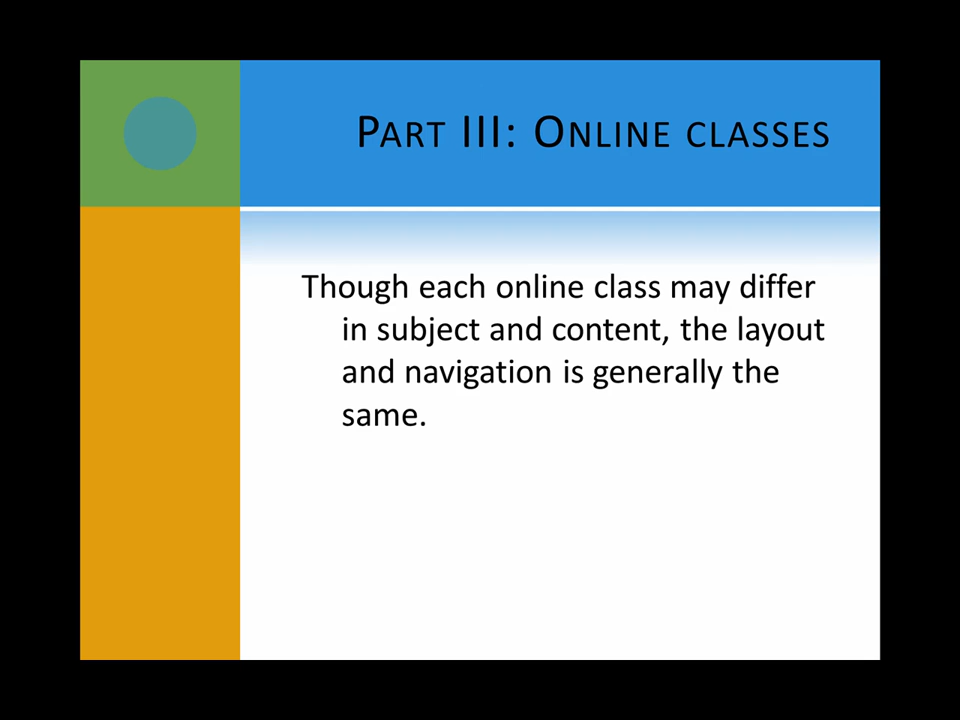 Part III: Online classes
Though each online class may differ
in subject and content, the layout
and navigation is generally the
same.